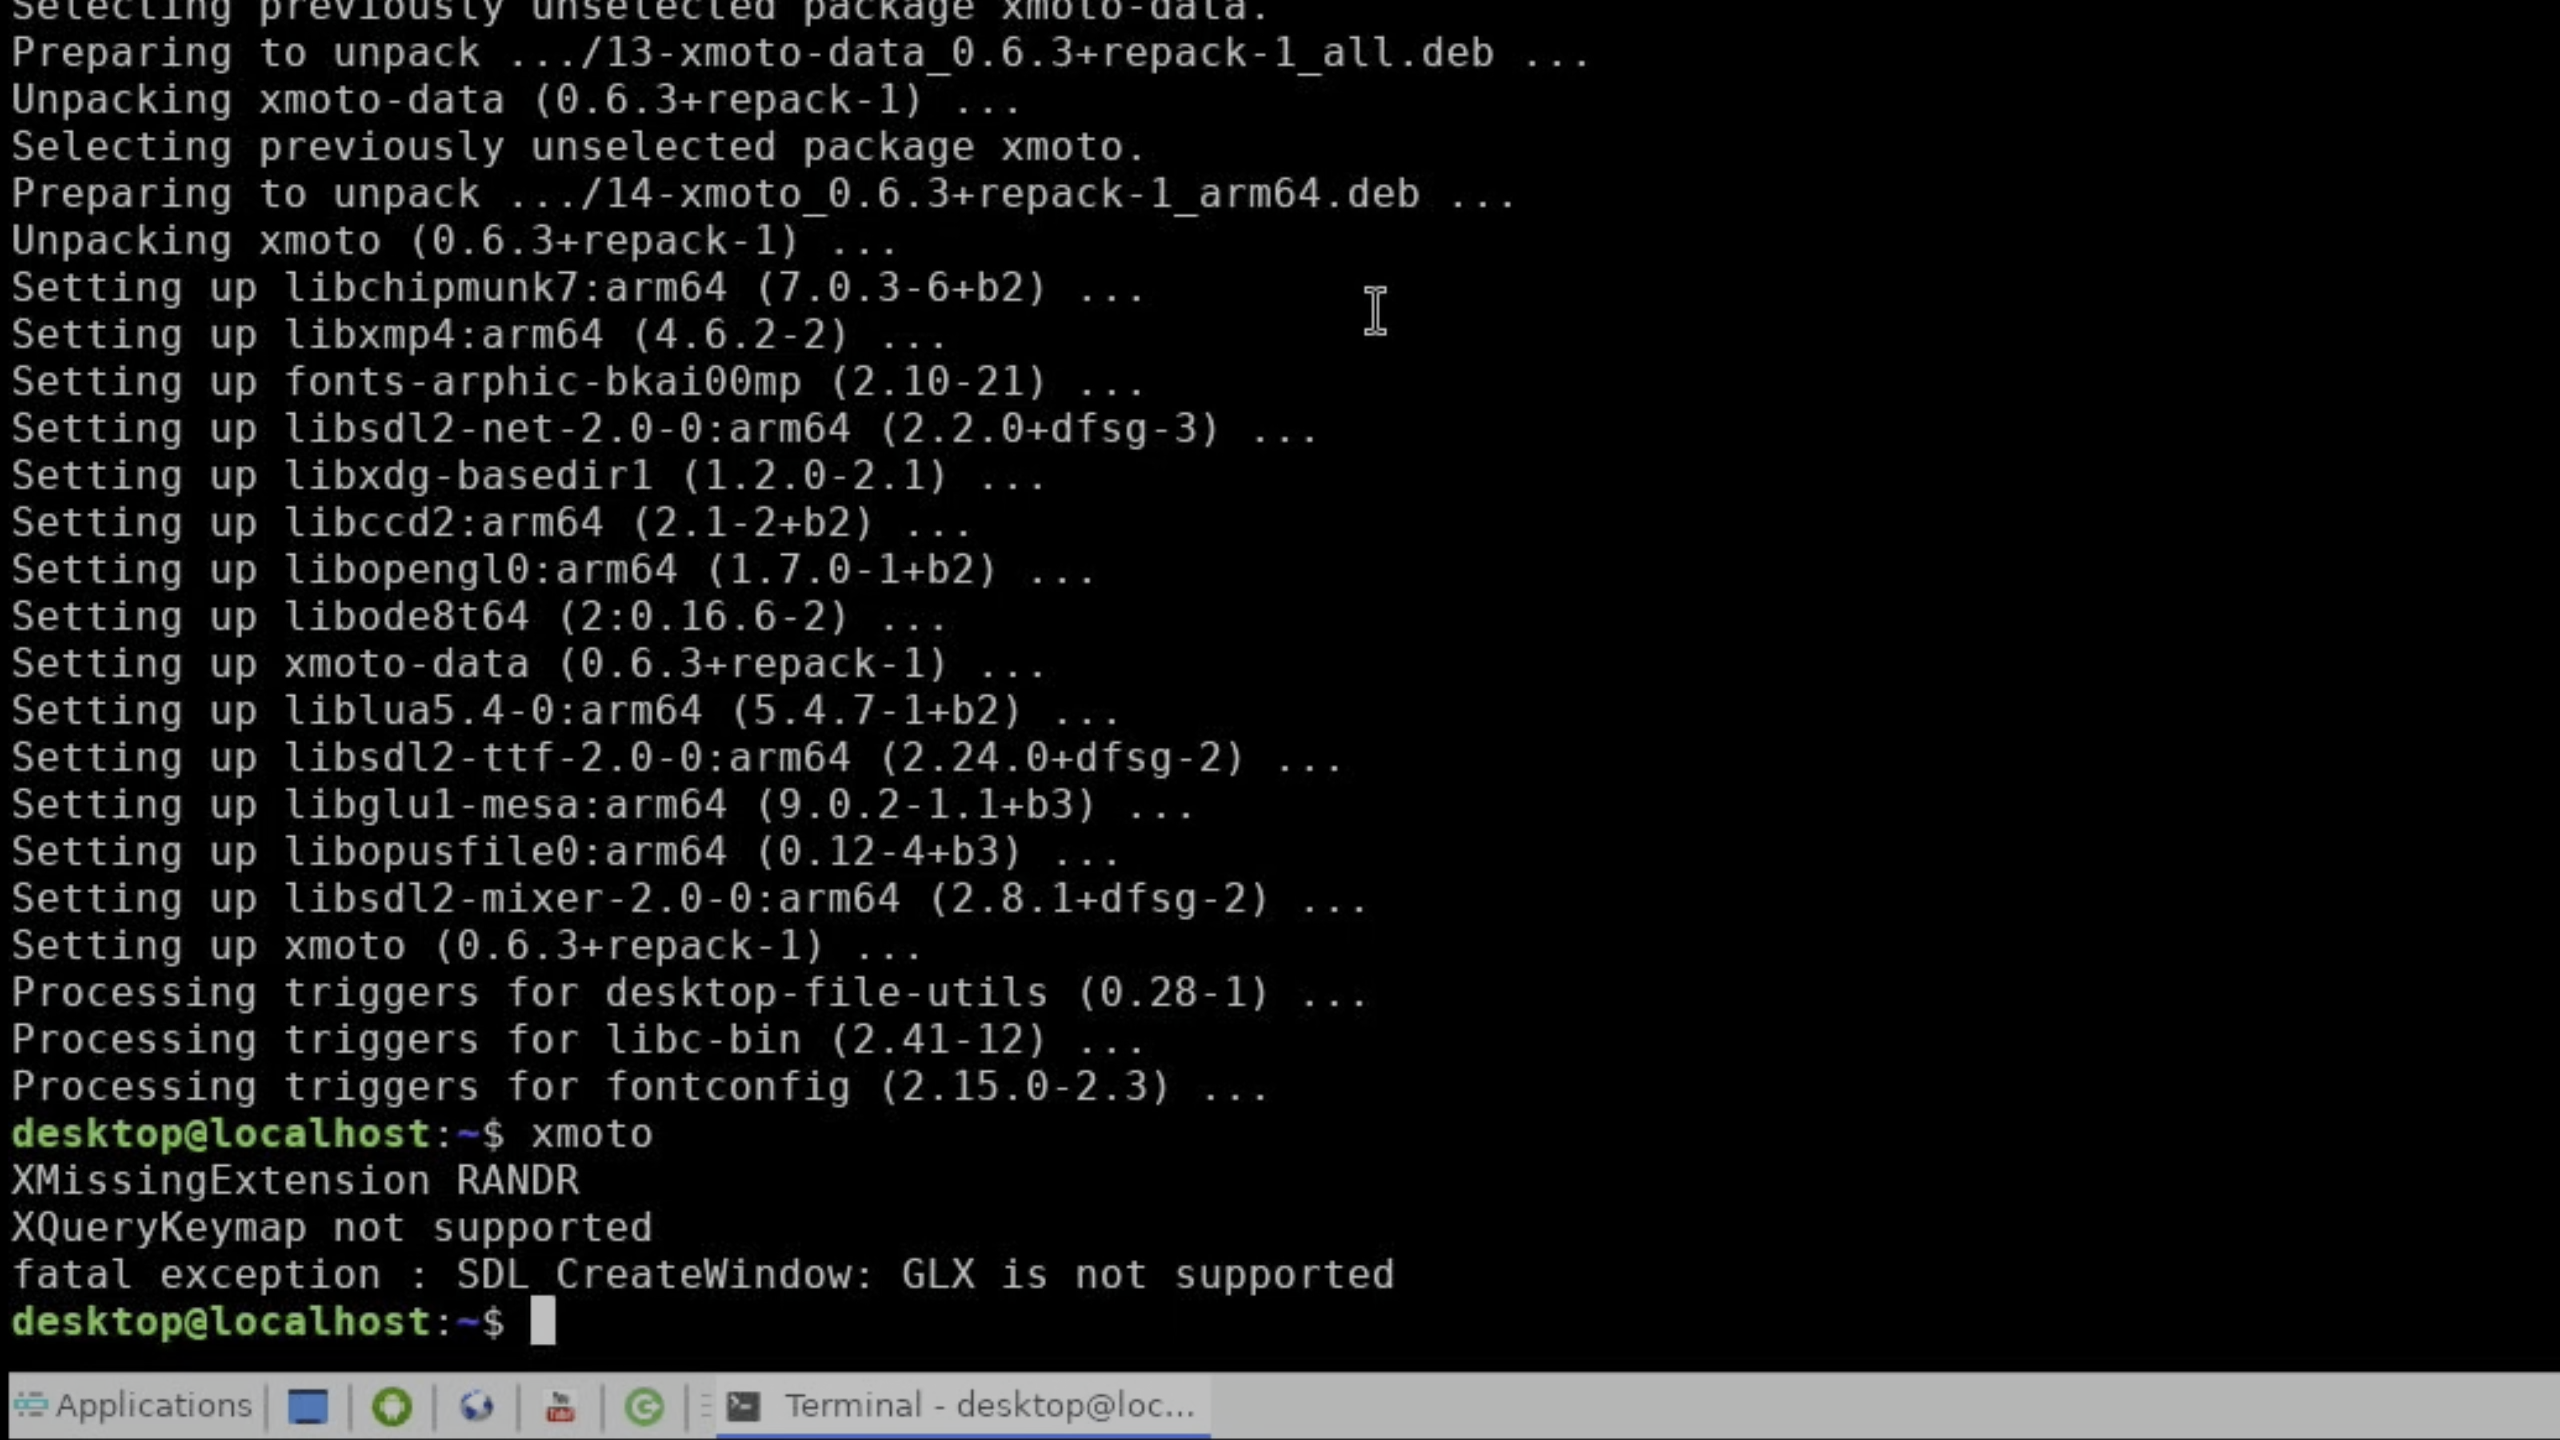 Selecting previously unselected package xmoto-data.
Preparing to unpack .../13-xmoto-data_0.6.3+repack-1_all.deb ...
Unpacking xmoto-data (0.6.3+repack-1) ...
Selecting previously unselected package xmoto.
Preparing to unpack .../14-xmoto_0.6.3+repack-1_arm64.deb ...
Unpacking xmoto (0.6.3+repack-1) ...
Setting up libchipmunk7:arm64 (7.0.3-6+b2) ...
Setting up libxmp4:arm64 (4.6.2-2) ...
Setting up fonts-arphic-bkai00mp (2.10-21) ...
Setting up libsdl2-net-2.0-0:arm64 (2.2.0+dfsg-3) ...
Setting up libxdg-basedir1 (1.2.0-2.1) ...
Setting up libccd2:arm64 (2.1-2+b2) ...
Setting up libopengl0:arm64 (1.7.0-1+b2) ...
Setting up libode8t64 (2:0.16.6-2) ...
Setting up xmoto-data (0.6.3+repack-1) ...
Setting up liblua5.4-0:arm64 (5.4.7-1+b2) ...
Setting up libsdl2-ttf-2.0-0:arm64 (2.24.0+dfsg-2) ...
Setting up libglu1-mesa:arm64 (9.0.2-1.1+b3) ...
Setting up libopusfile0:arm64 (0.12-4+b3) ...
Setting up libsdl2-mixer-2.0-0:arm64 (2.8.1+dfsg-2) ...
Setting up xmoto (0.6.3+repack-1) ...
Processing triggers for desktop-file-utils (0.28-1) ...
Processing triggers for libc-bin (2.41-12) ...
Processing triggers for fontconfig (2.15.0-2.3) ...
desktop@localhost:~$ xmoto
XMissingExtension RANDR
XQueryKeymap not supported
fatal exception : SDL_CreateWindow: GLX is not supported
desktop@localhost:~$
Applications Terminal - desktop@loc...